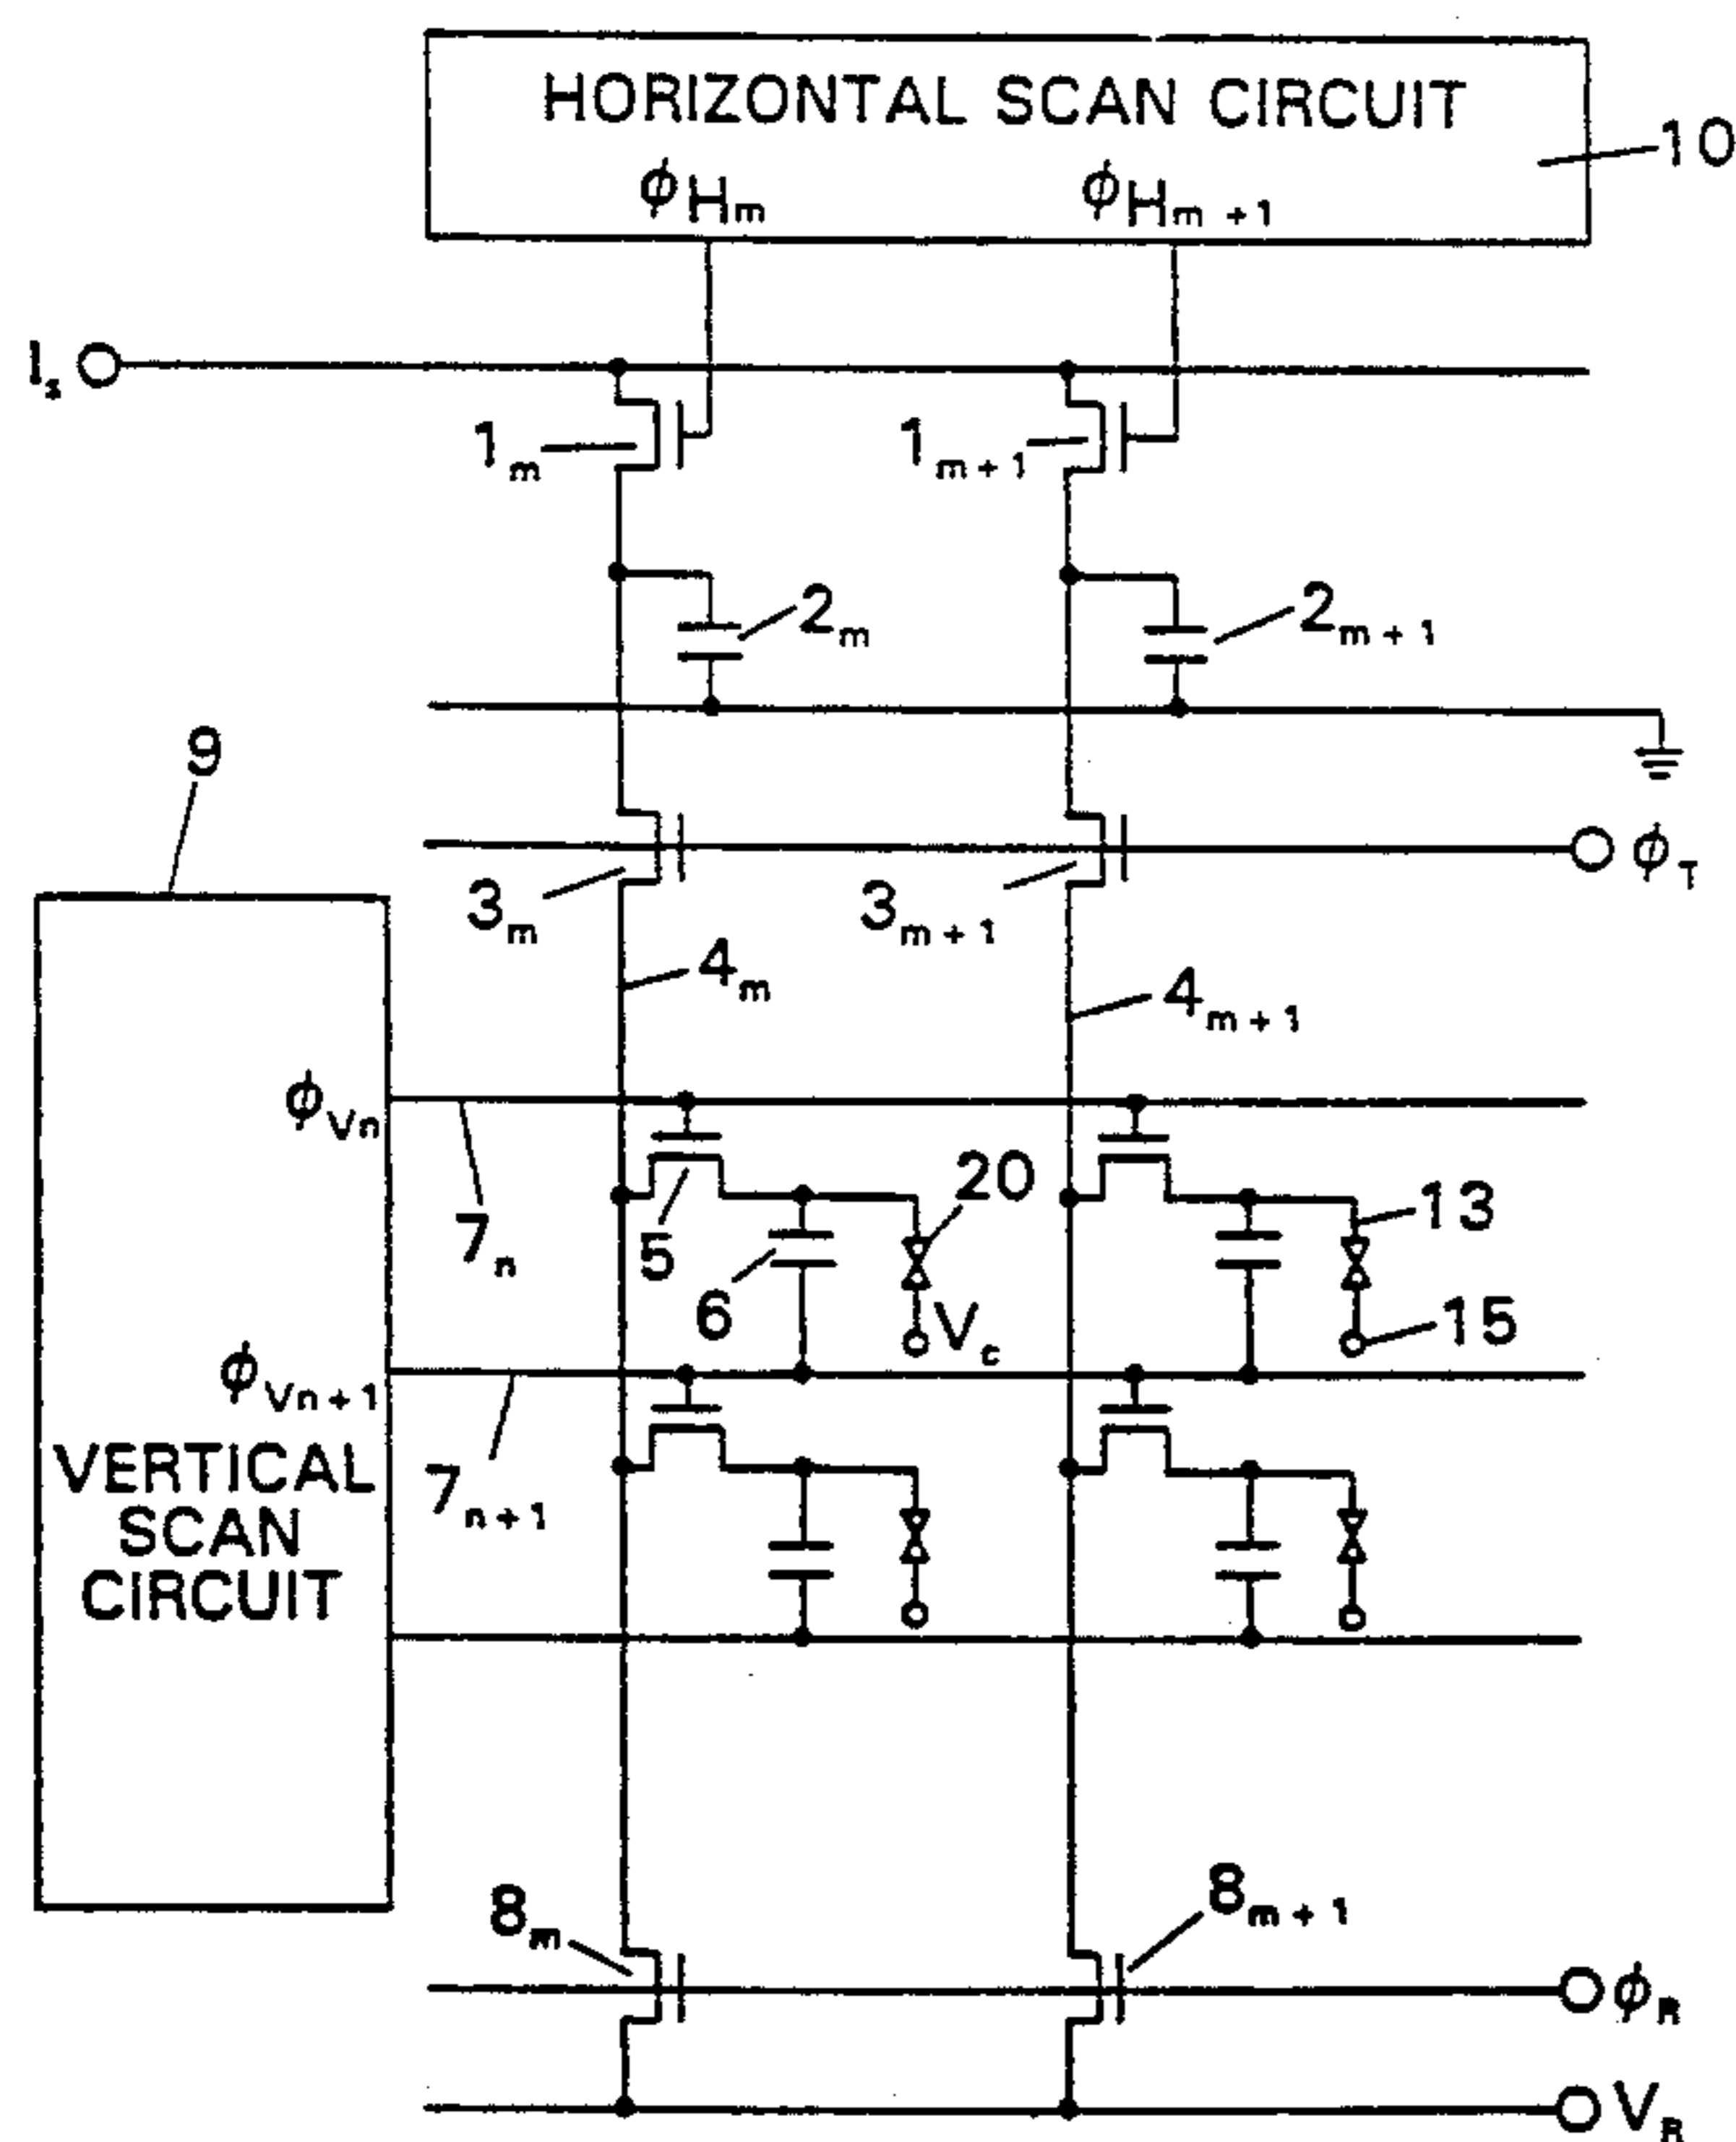 HORIZONTAL SCAN CIRCUIT
ϕHm
ϕHm+1
10
Is
1m
1m+1
2m
2m+1
9
ϕT
3m
3m+1
4m
4m+1
ϕVn
20
13
7n
5
6
Vc
15
ϕVn+1
VERTICAL
SCAN
CIRCUIT
7n+1
8m
8m+1
ϕR
VR